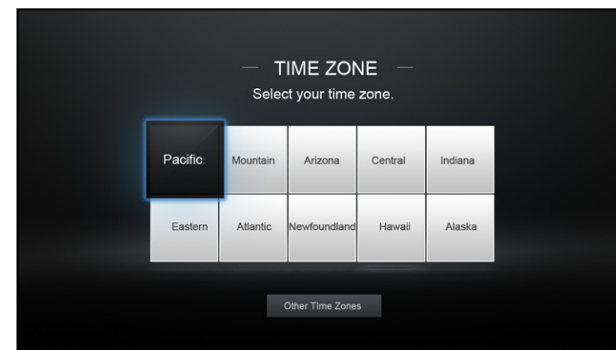 TIME ZONE
Select your time zone.
Pacific Mountain Arizona Central Indiana
Eastern Atlantic Newfoundland Hawaii Alaska
Other TIme Zones